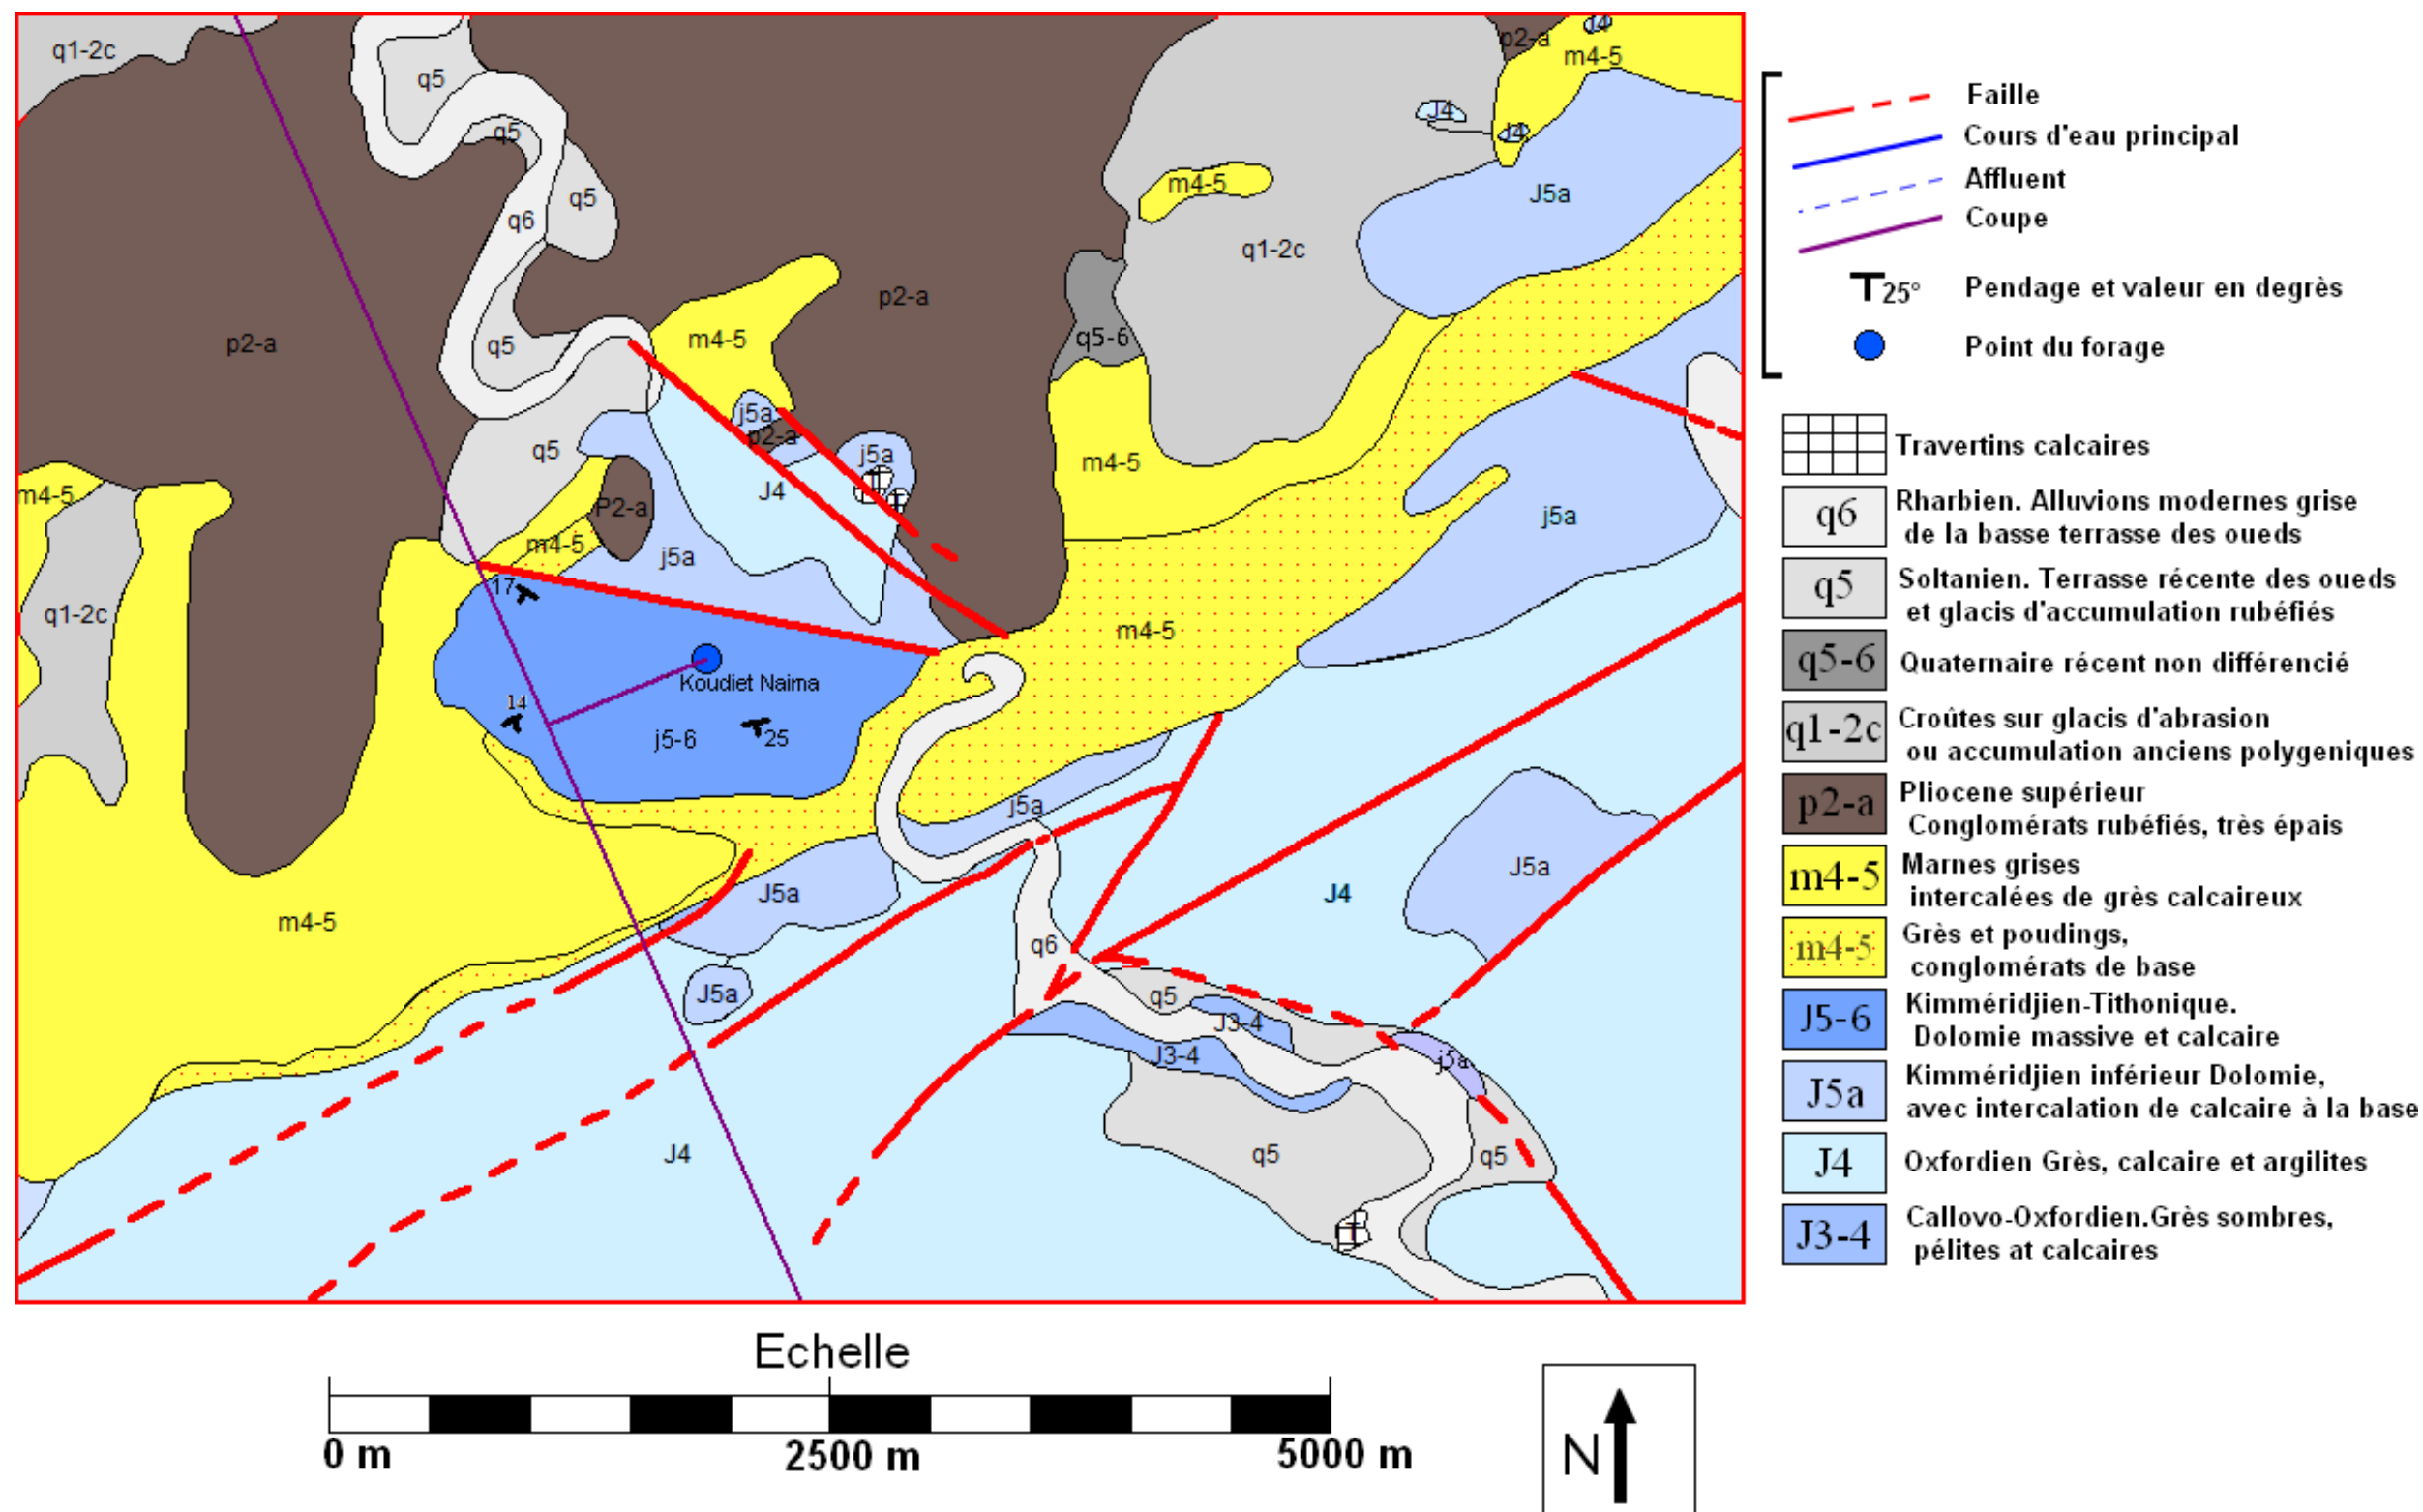 q1-2c
q5
q5
q5
q6
q5
p2-a
p2-a
m4-5
p2-a
J4
m4-5
J4
J4
m4-5
J5a
q1-2c
q5-6
m4-5
j5a
p2-a
j5a
T
T
J4
q5
P2-a
m4-5
j5a
m4-5
q1-2c
17
14
Koudiet Naima
j5-6
25
m4-5
m4-5
j5a
j5a
J5a
J5a
m4-5
J5a
J4
q6
q5
J3-4
J3-4
j5a
q5
q5
T
J4
Faille
Cours d'eau principal
Affluent
Coupe
25° Pendage et valeur en degrès
Point du forage
Travertins calcaires
q6 Rharbien. Alluvions modernes grise
de la basse terrasse des oueds
q5 Soltanien. Terrasse récente des oueds
et glacis d'accumulation rubéfiés
q5-6 Quaternaire récent non différencié
q1-2c Croûtes sur glacis d'abrasion
ou accumulation anciens polygeniques
p2-a Pliocene supérieur
Conglomérats rubéfiés, très épais
m4-5 Marnes grises
intercalées de grès calcaireux
m4-5 Grès et poudings,
conglomérats de base
J5-6 Kimméridjien-Tithonique.
Dolomie massive et calcaire
J5a Kimméridjien inférieur Dolomie,
avec intercalation de calcaire à la base
J4 Oxfordien Grès, calcaire et argilites
J3-4 Callovo-Oxfordien.Grès sombres,
pélites at calcaires
Echelle
0 m 2500 m 5000 m
N